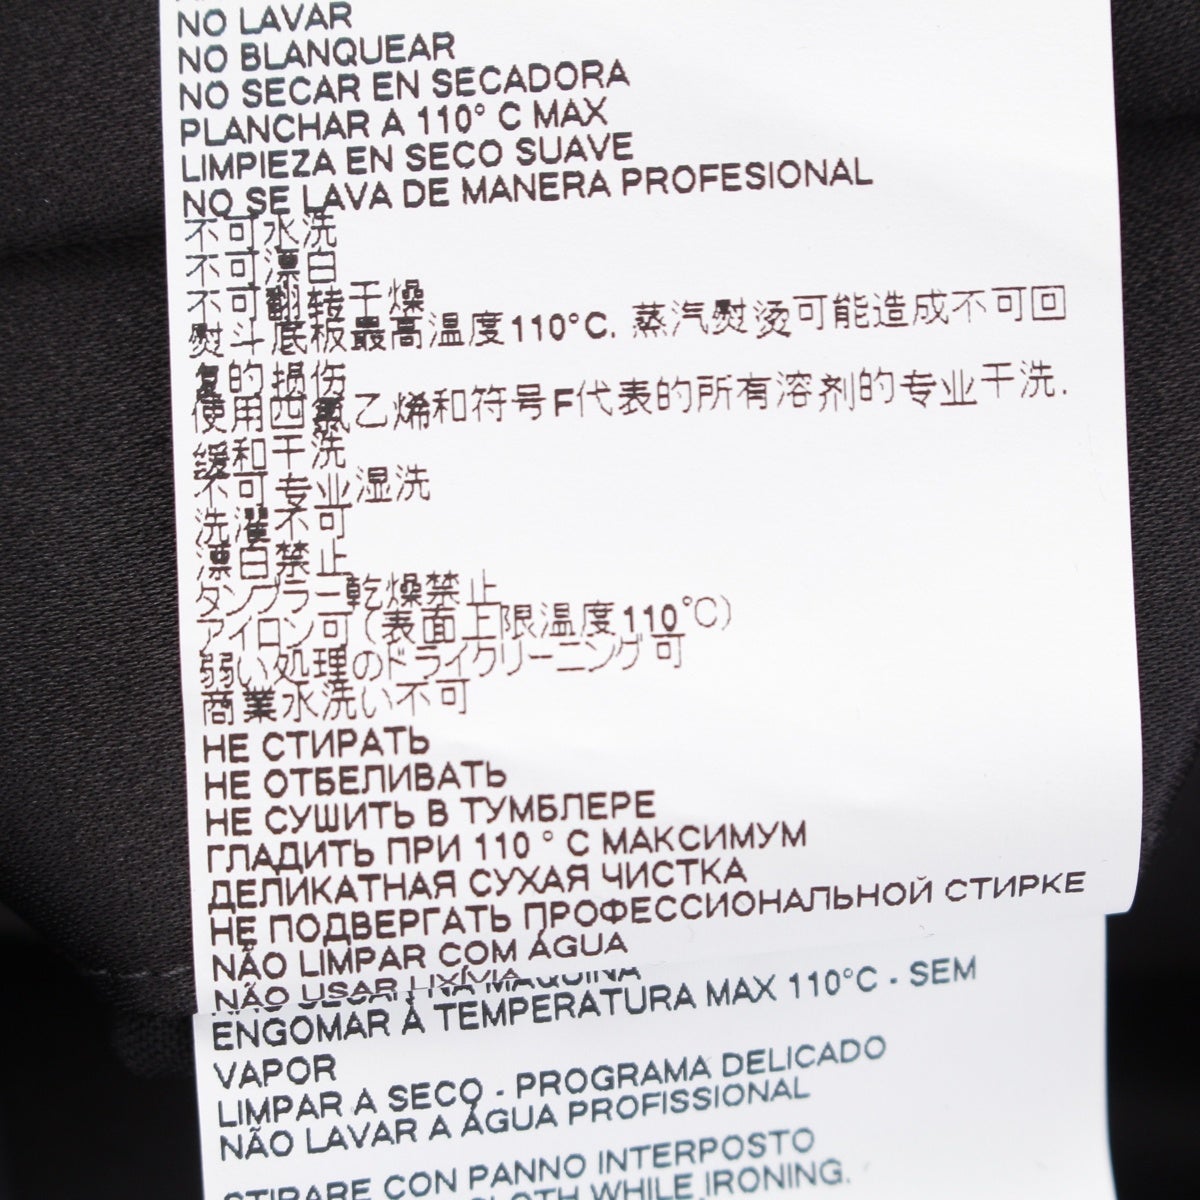 NO LAVAR
NO BLANQUEAR
NO SECAR EN SECADORA
PLANCHAR A 110° C MAX
LIMPIEZA EN SECO SUAVE
NO SE LAVA DE MANERA PROFESIONAL
不可水洗
不可漂白
不可翻转干燥
熨斗底板最高温度110°C. 蒸汽熨烫可能造成不可回
复的损伤
使用四氯乙烯和符号F代表的所有溶剂的专业干洗.
缓和干洗
不可专业湿洗
洗濯不可
漂白禁止
タンブラー乾燥禁止
アイロン可(表面上限温度110°C)
弱い処理のドライクリーニング可
商業水洗い不可
НЕ СТИРАТЬ
НЕ ОТБЕЛИВАТЬ
НЕ СУШИТЬ В ТУМБЛЕРЕ
ГЛАДИТЬ ПРИ 110 ° C МАКСИМУМ
ДЕЛИКАТНАЯ СУХАЯ ЧИСТКА
НЕ ПОДВЕРГАТЬ ПРОФЕССИОНАЛЬНОЙ СТИРКЕ
NÃO LIMPAR COM ÁGUA
NÃO USAR LIXÍVIA
MAQUINA
ENGOMAR À TEMPERATURA MAX 110°C - SEM
VAPOR
LIMPAR A SECO - PROGRAMA DELICADO
NÃO LAVAR A ÁGUA PROFISSIONAL
STIRARE CON PANNO INTERPOSTO
CLOTH WHILE IRONING.